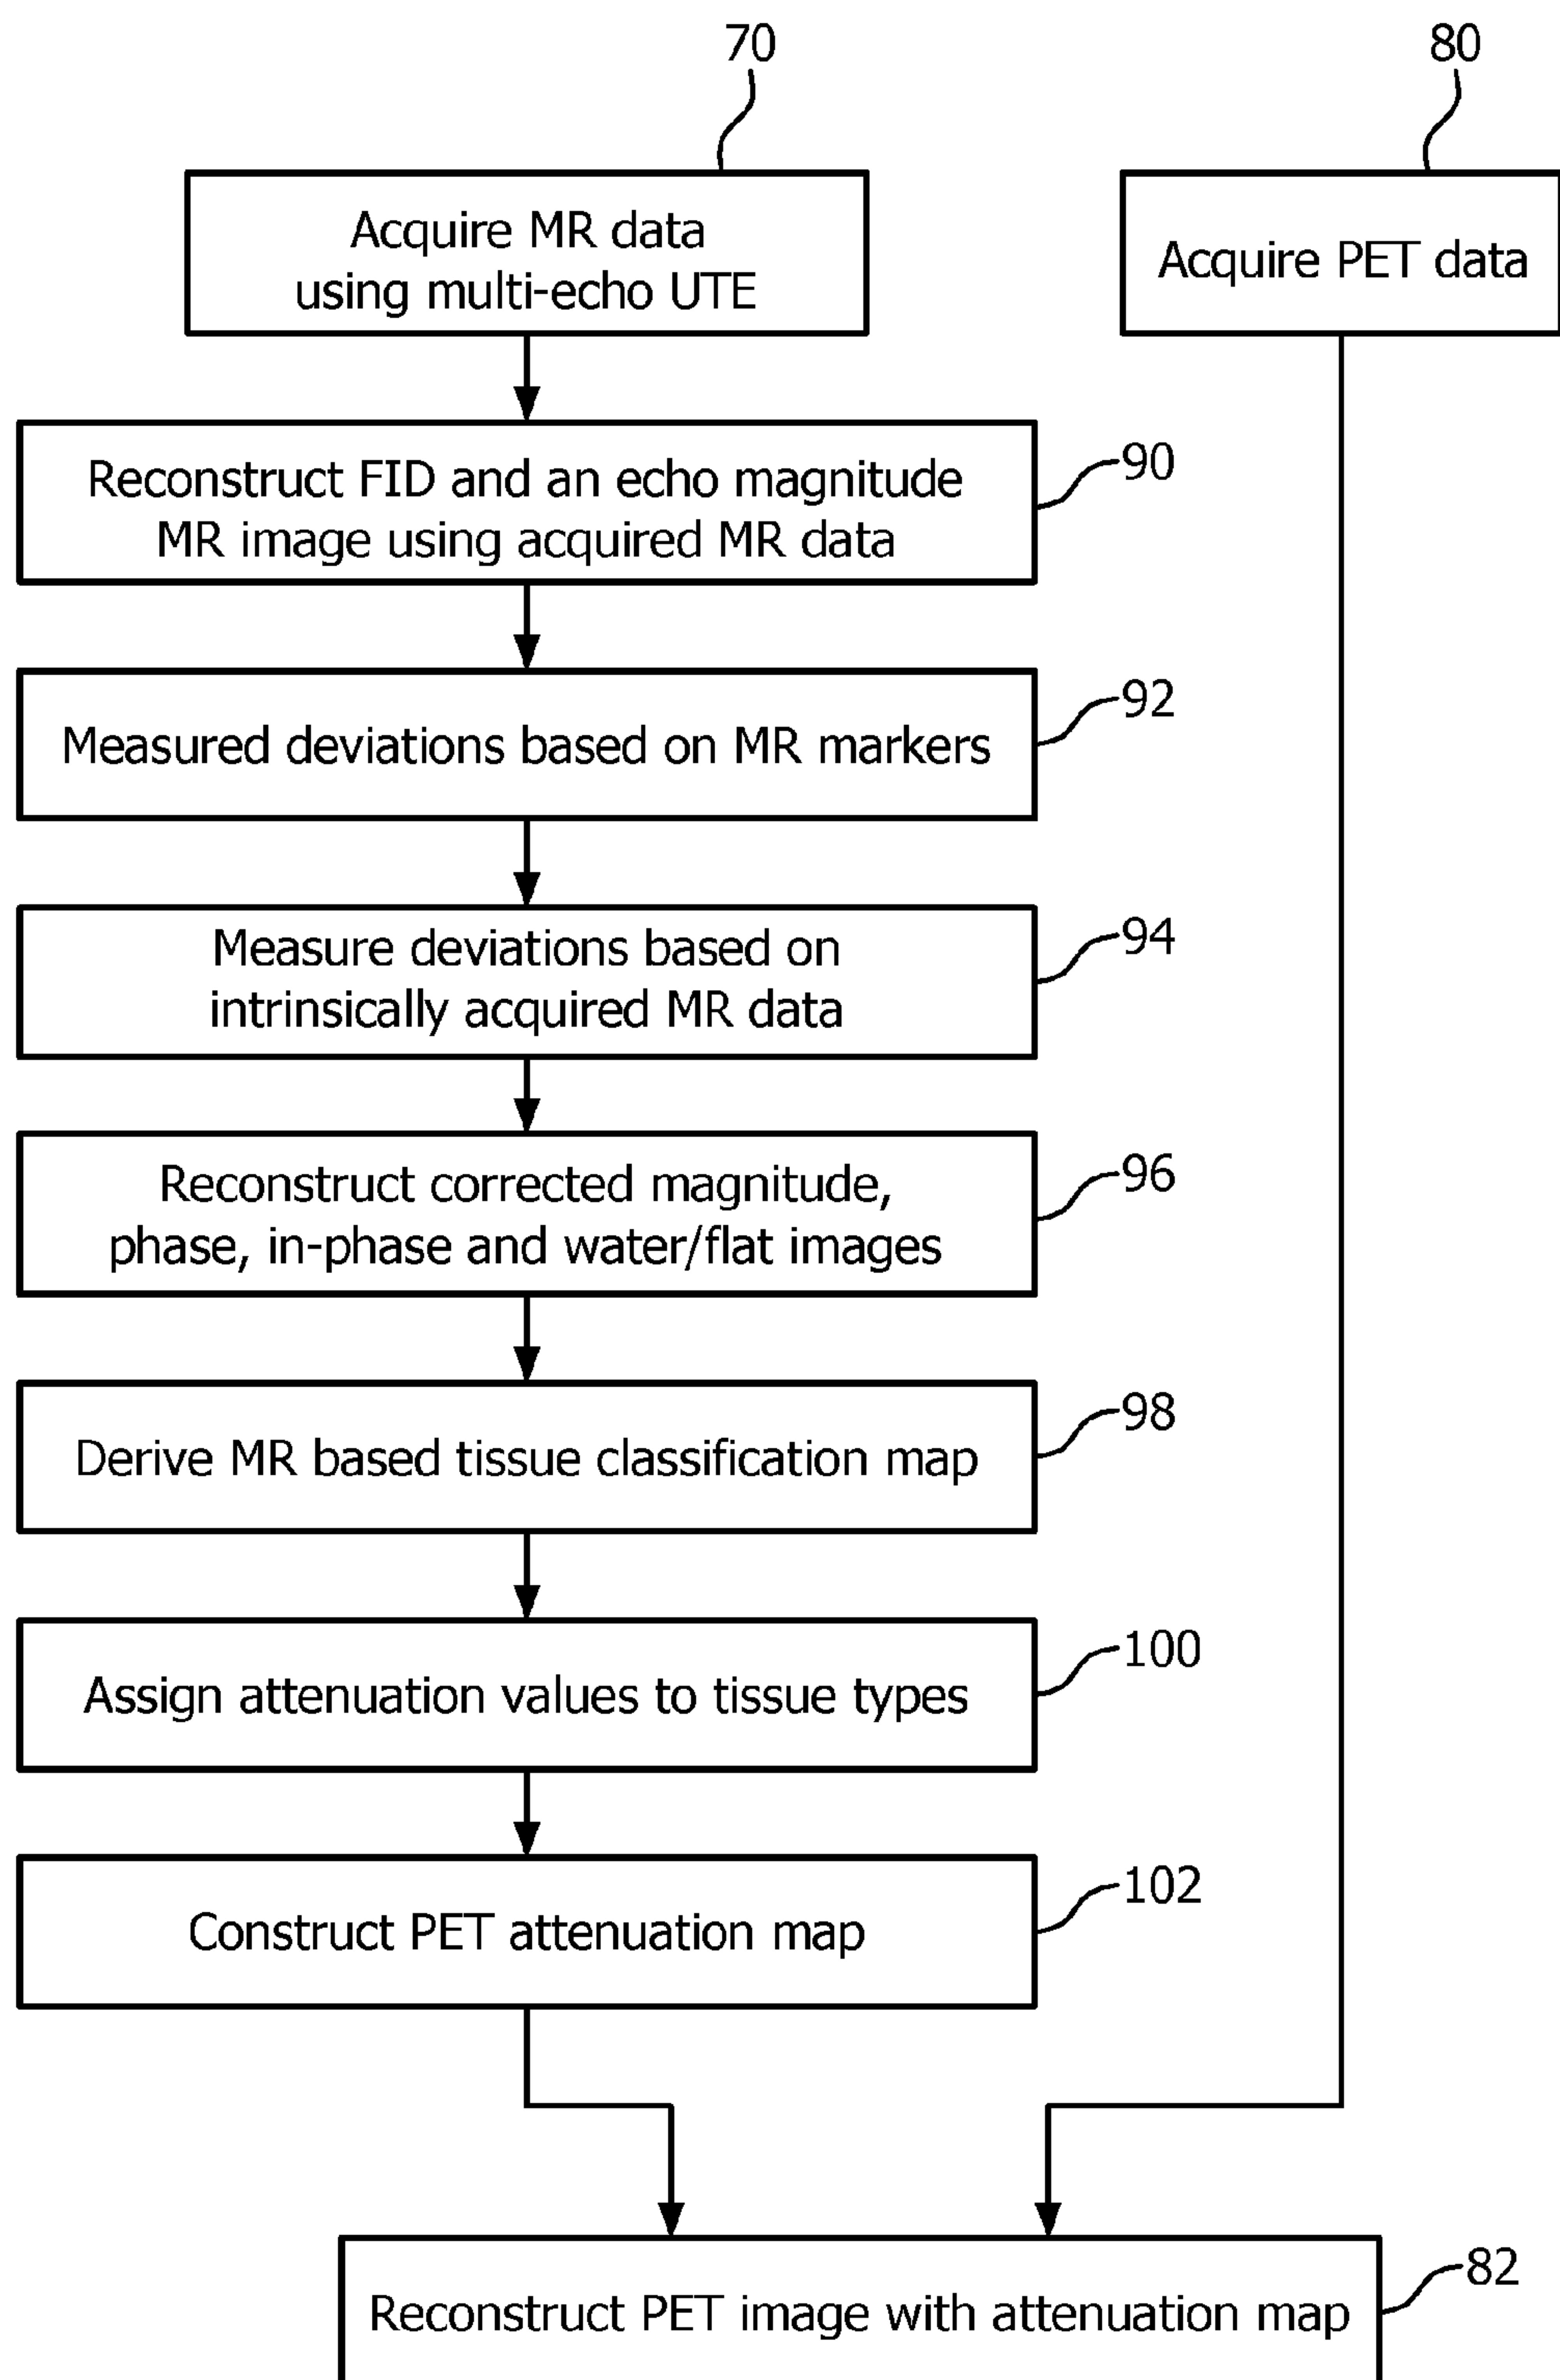 70
80
Acquire MR data
using multi-echo UTE
Acquire PET data
Reconstruct FID and an echo magnitude
MR image using acquired MR data
90
Measured deviations based on MR markers
92
Measure deviations based on
intrinsically acquired MR data
94
Reconstruct corrected magnitude,
phase, in-phase and water/flat images
96
Derive MR based tissue classification map
98
Assign attenuation values to tissue types
100
Construct PET attenuation map
102
Reconstruct PET image with attenuation map
82